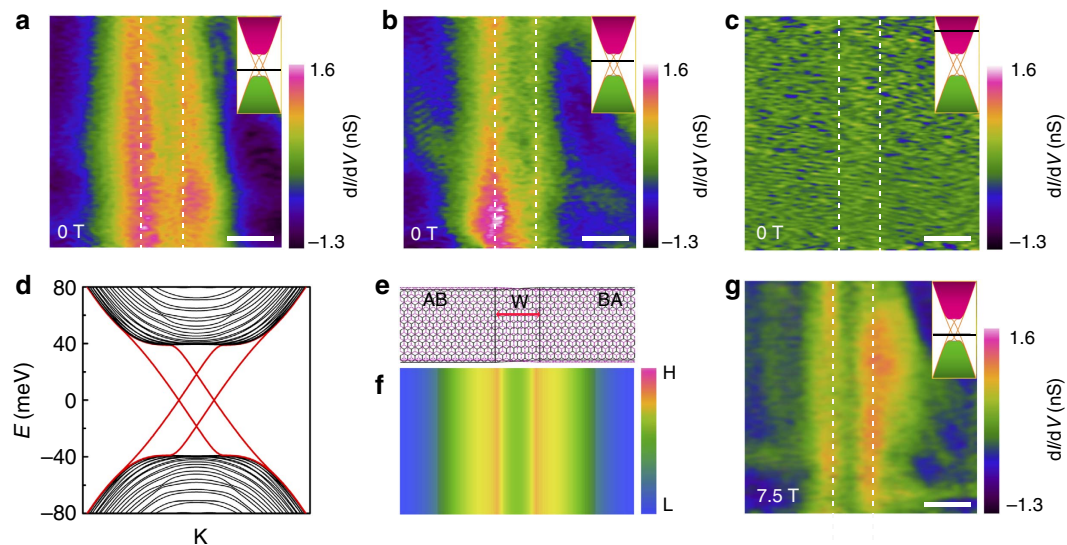 a
b
c
1.6
dI/dV (nS)
–1.3
0 T
1.6
dI/dV (nS)
–1.3
0 T
1.6
dI/dV (nS)
–1.3
0 T
d
80
40
0
–40
–80
E (meV)
K
e
AB
W
BA
f
H
L
g
1.6
dI/dV (nS)
–1.3
7.5 T